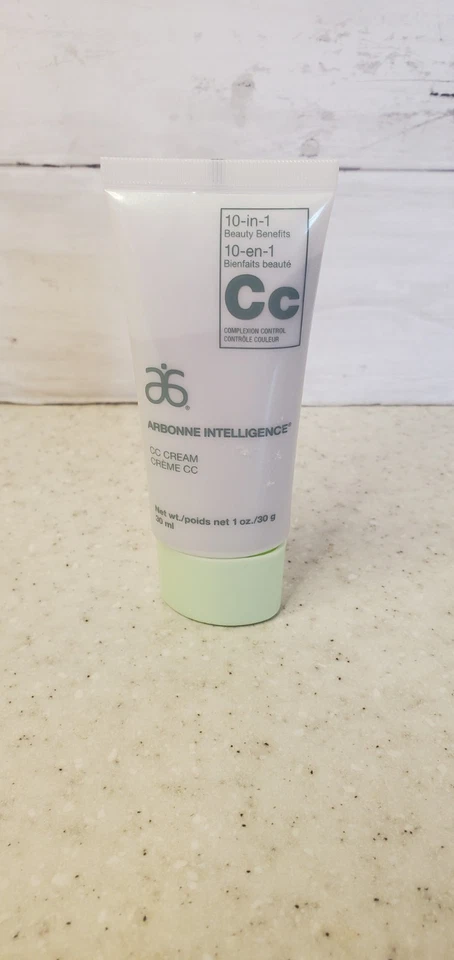 10-in-1
Beauty Benefits
10-en-1
Bienfaits beauté
Cc
COMPLEXION CONTROL
CONTRÔLE COULEUR
ARBONNE INTELLIGENCE®
CC CREAM
CRÈME CC
Net wt./poids net 1 oz./30 g
30 ml